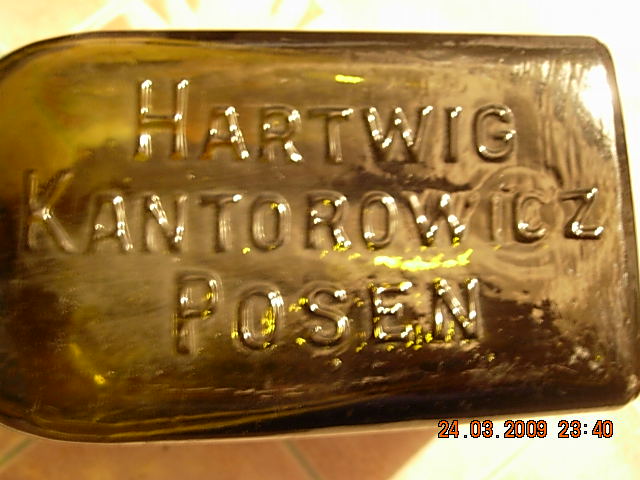 HARTWIG
KANTOROWICZ
POSEN
24.03.2009 23:40